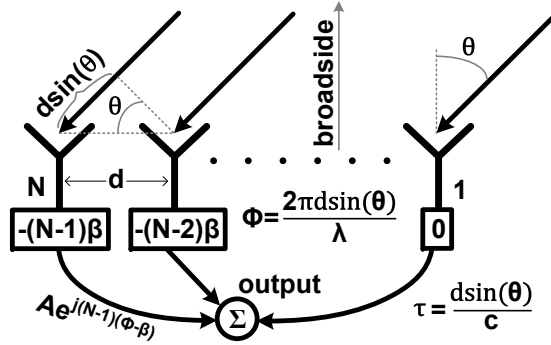 dsin(θ)
θ
broadside
θ
N
d
1
-(N-1)β
-(N-2)β
Φ=2πdsin(θ)/λ
0
Ae^j(N-1)(Φ-β)
output
Σ
τ=dsin(θ)/c